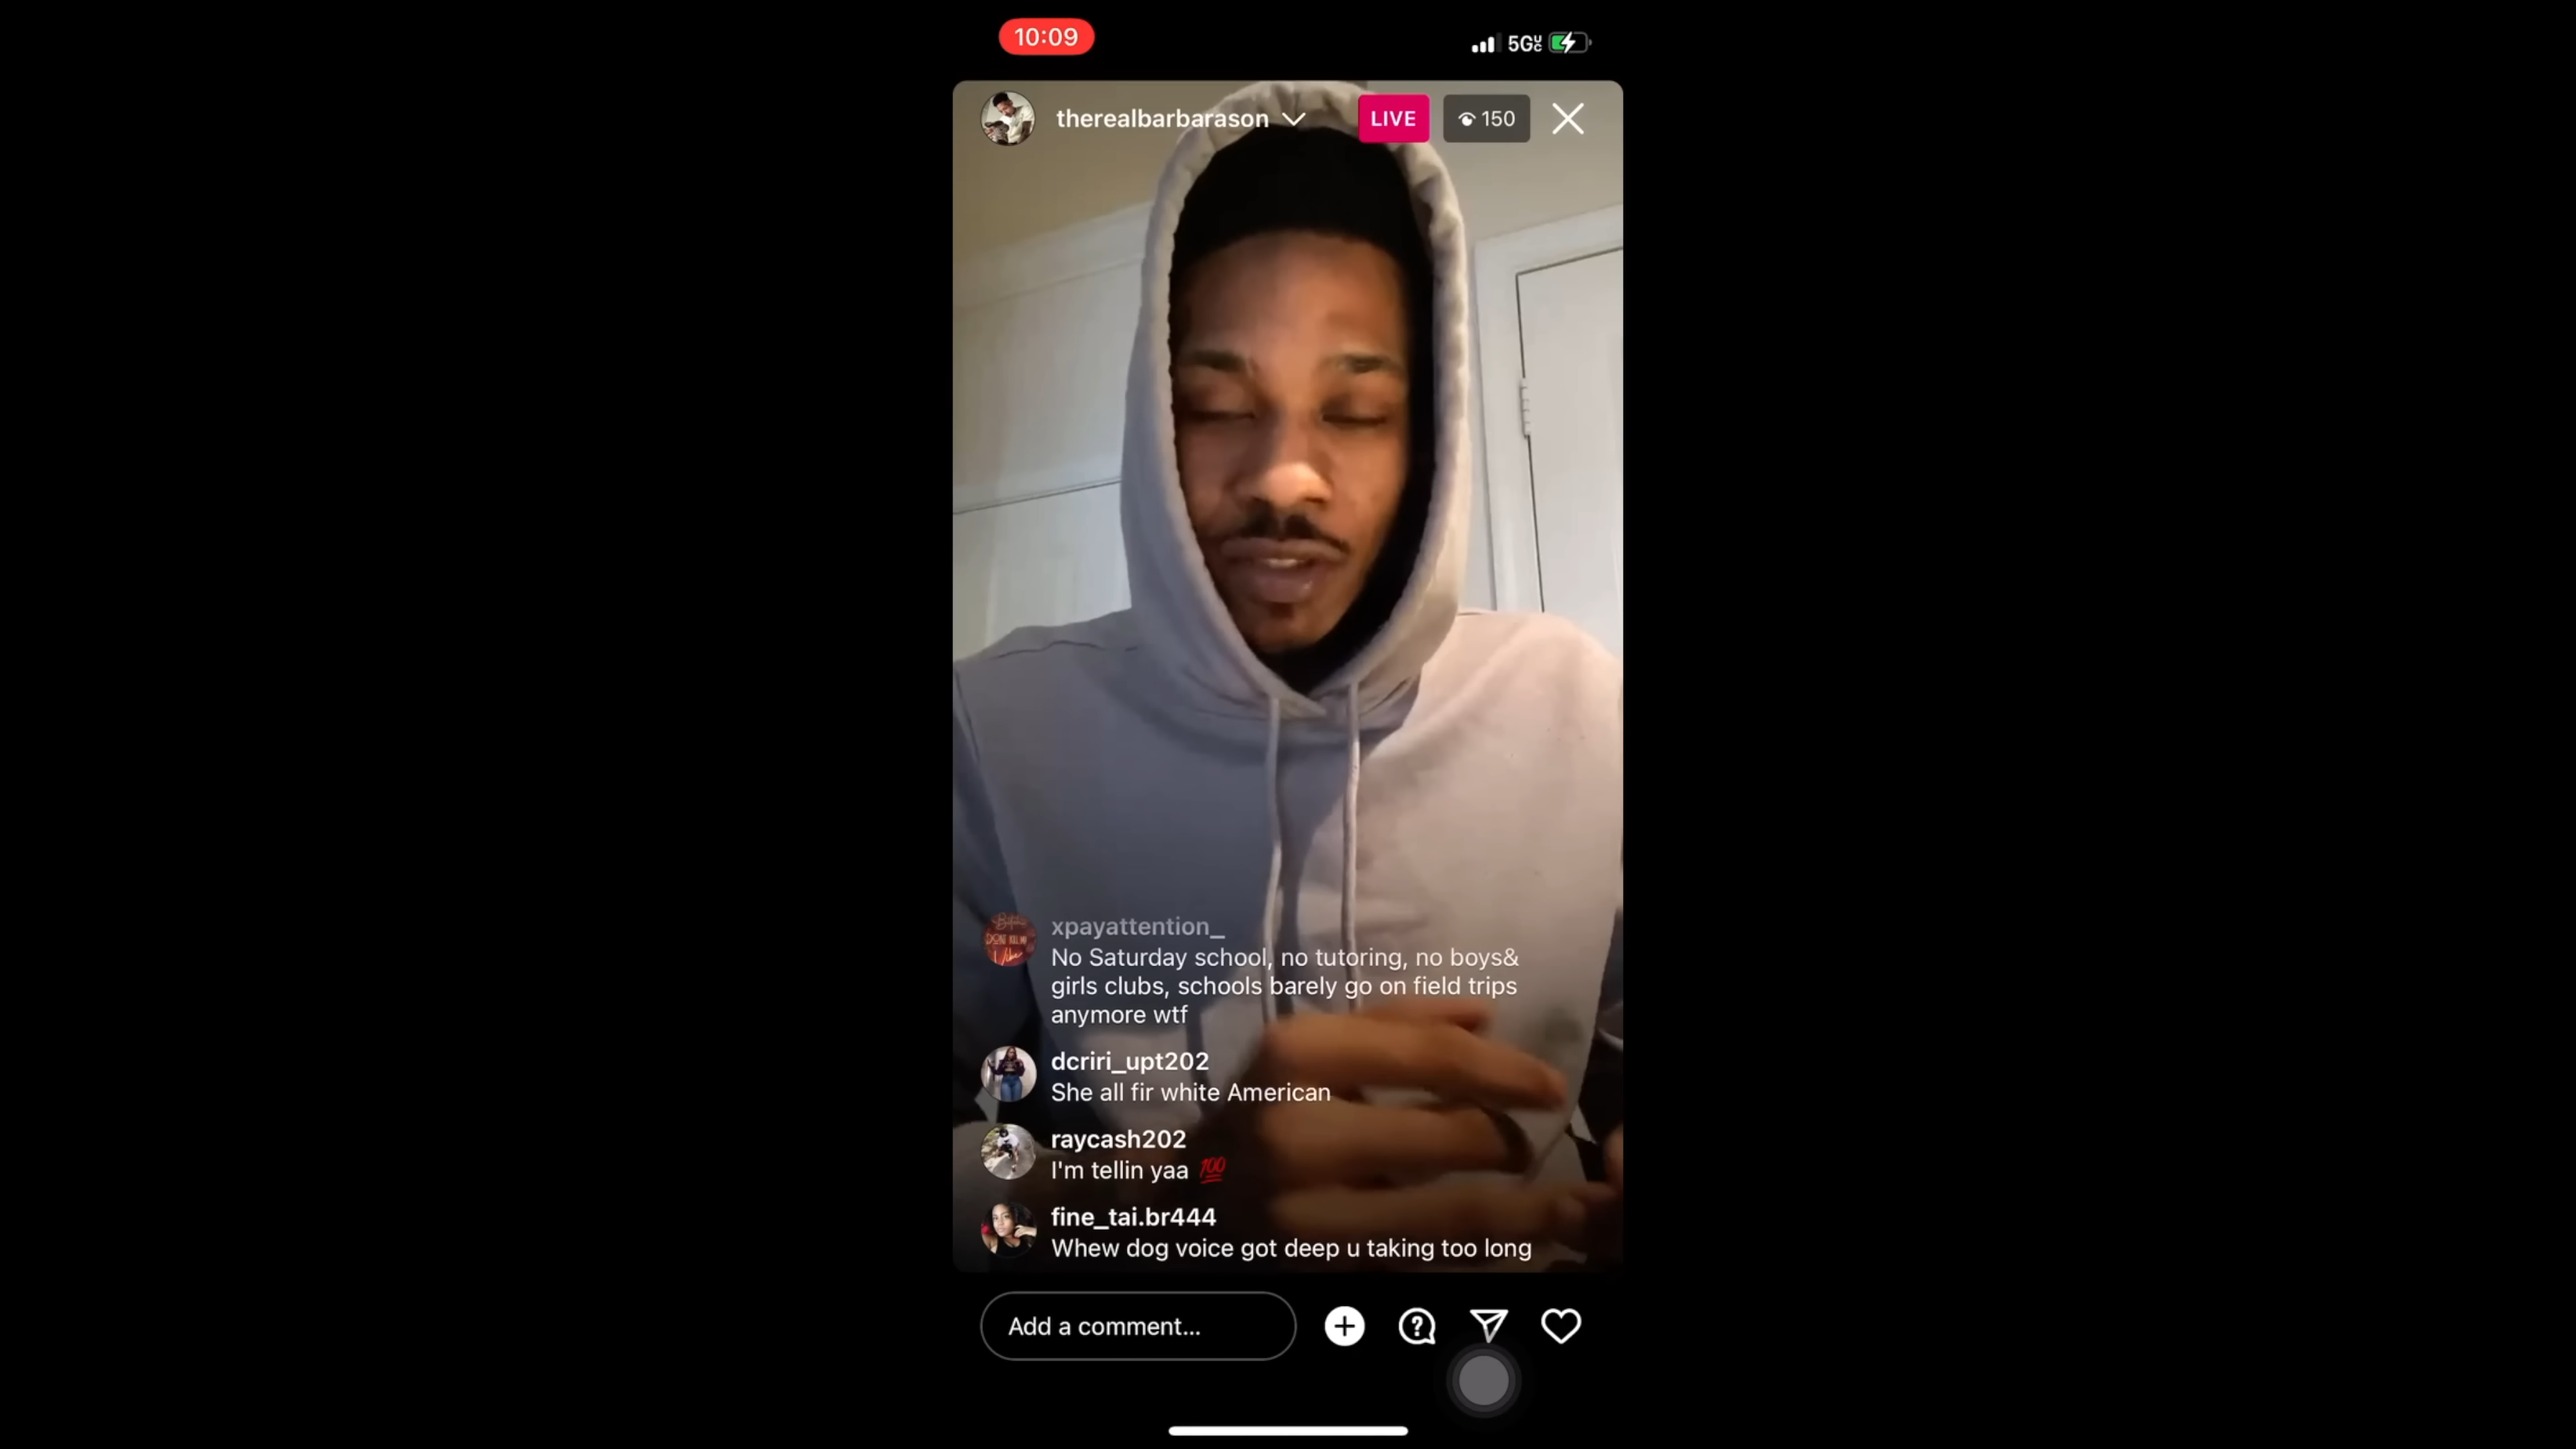 10:09
5G
therealbarbarason
LIVE
150
xpayattention_
No Saturday school, no tutoring, no boys&
girls clubs, schools barely go on field trips
anymore wtf
dcriri_upt202
She all fir white American
raycash202
I'm tellin yaa 💯
fine_tai.br444
Whew dog voice got deep u taking too long
Add a comment...